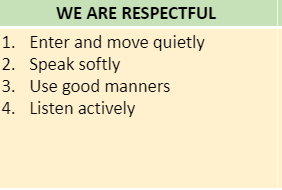 WE ARE RESPECTFUL
1. Enter and move quietly
2. Speak softly
3. Use good manners
4. Listen actively